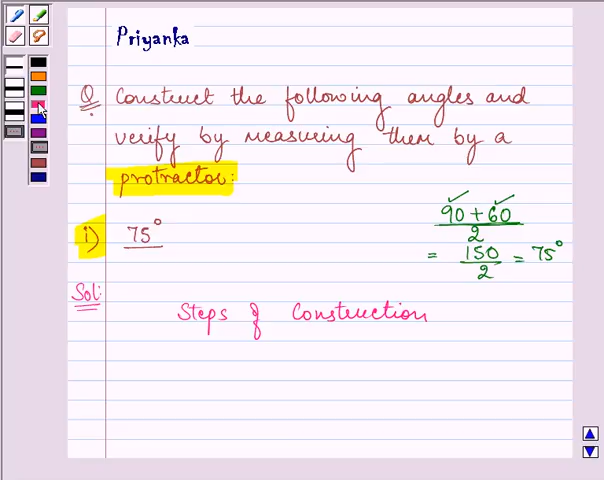 Priyanka
Q Construct the following angles and
verify by measuring them by a
protractor:
i) 75°
90 + 60
2
= 150 = 75°
2
Sol:
Steps of Construction